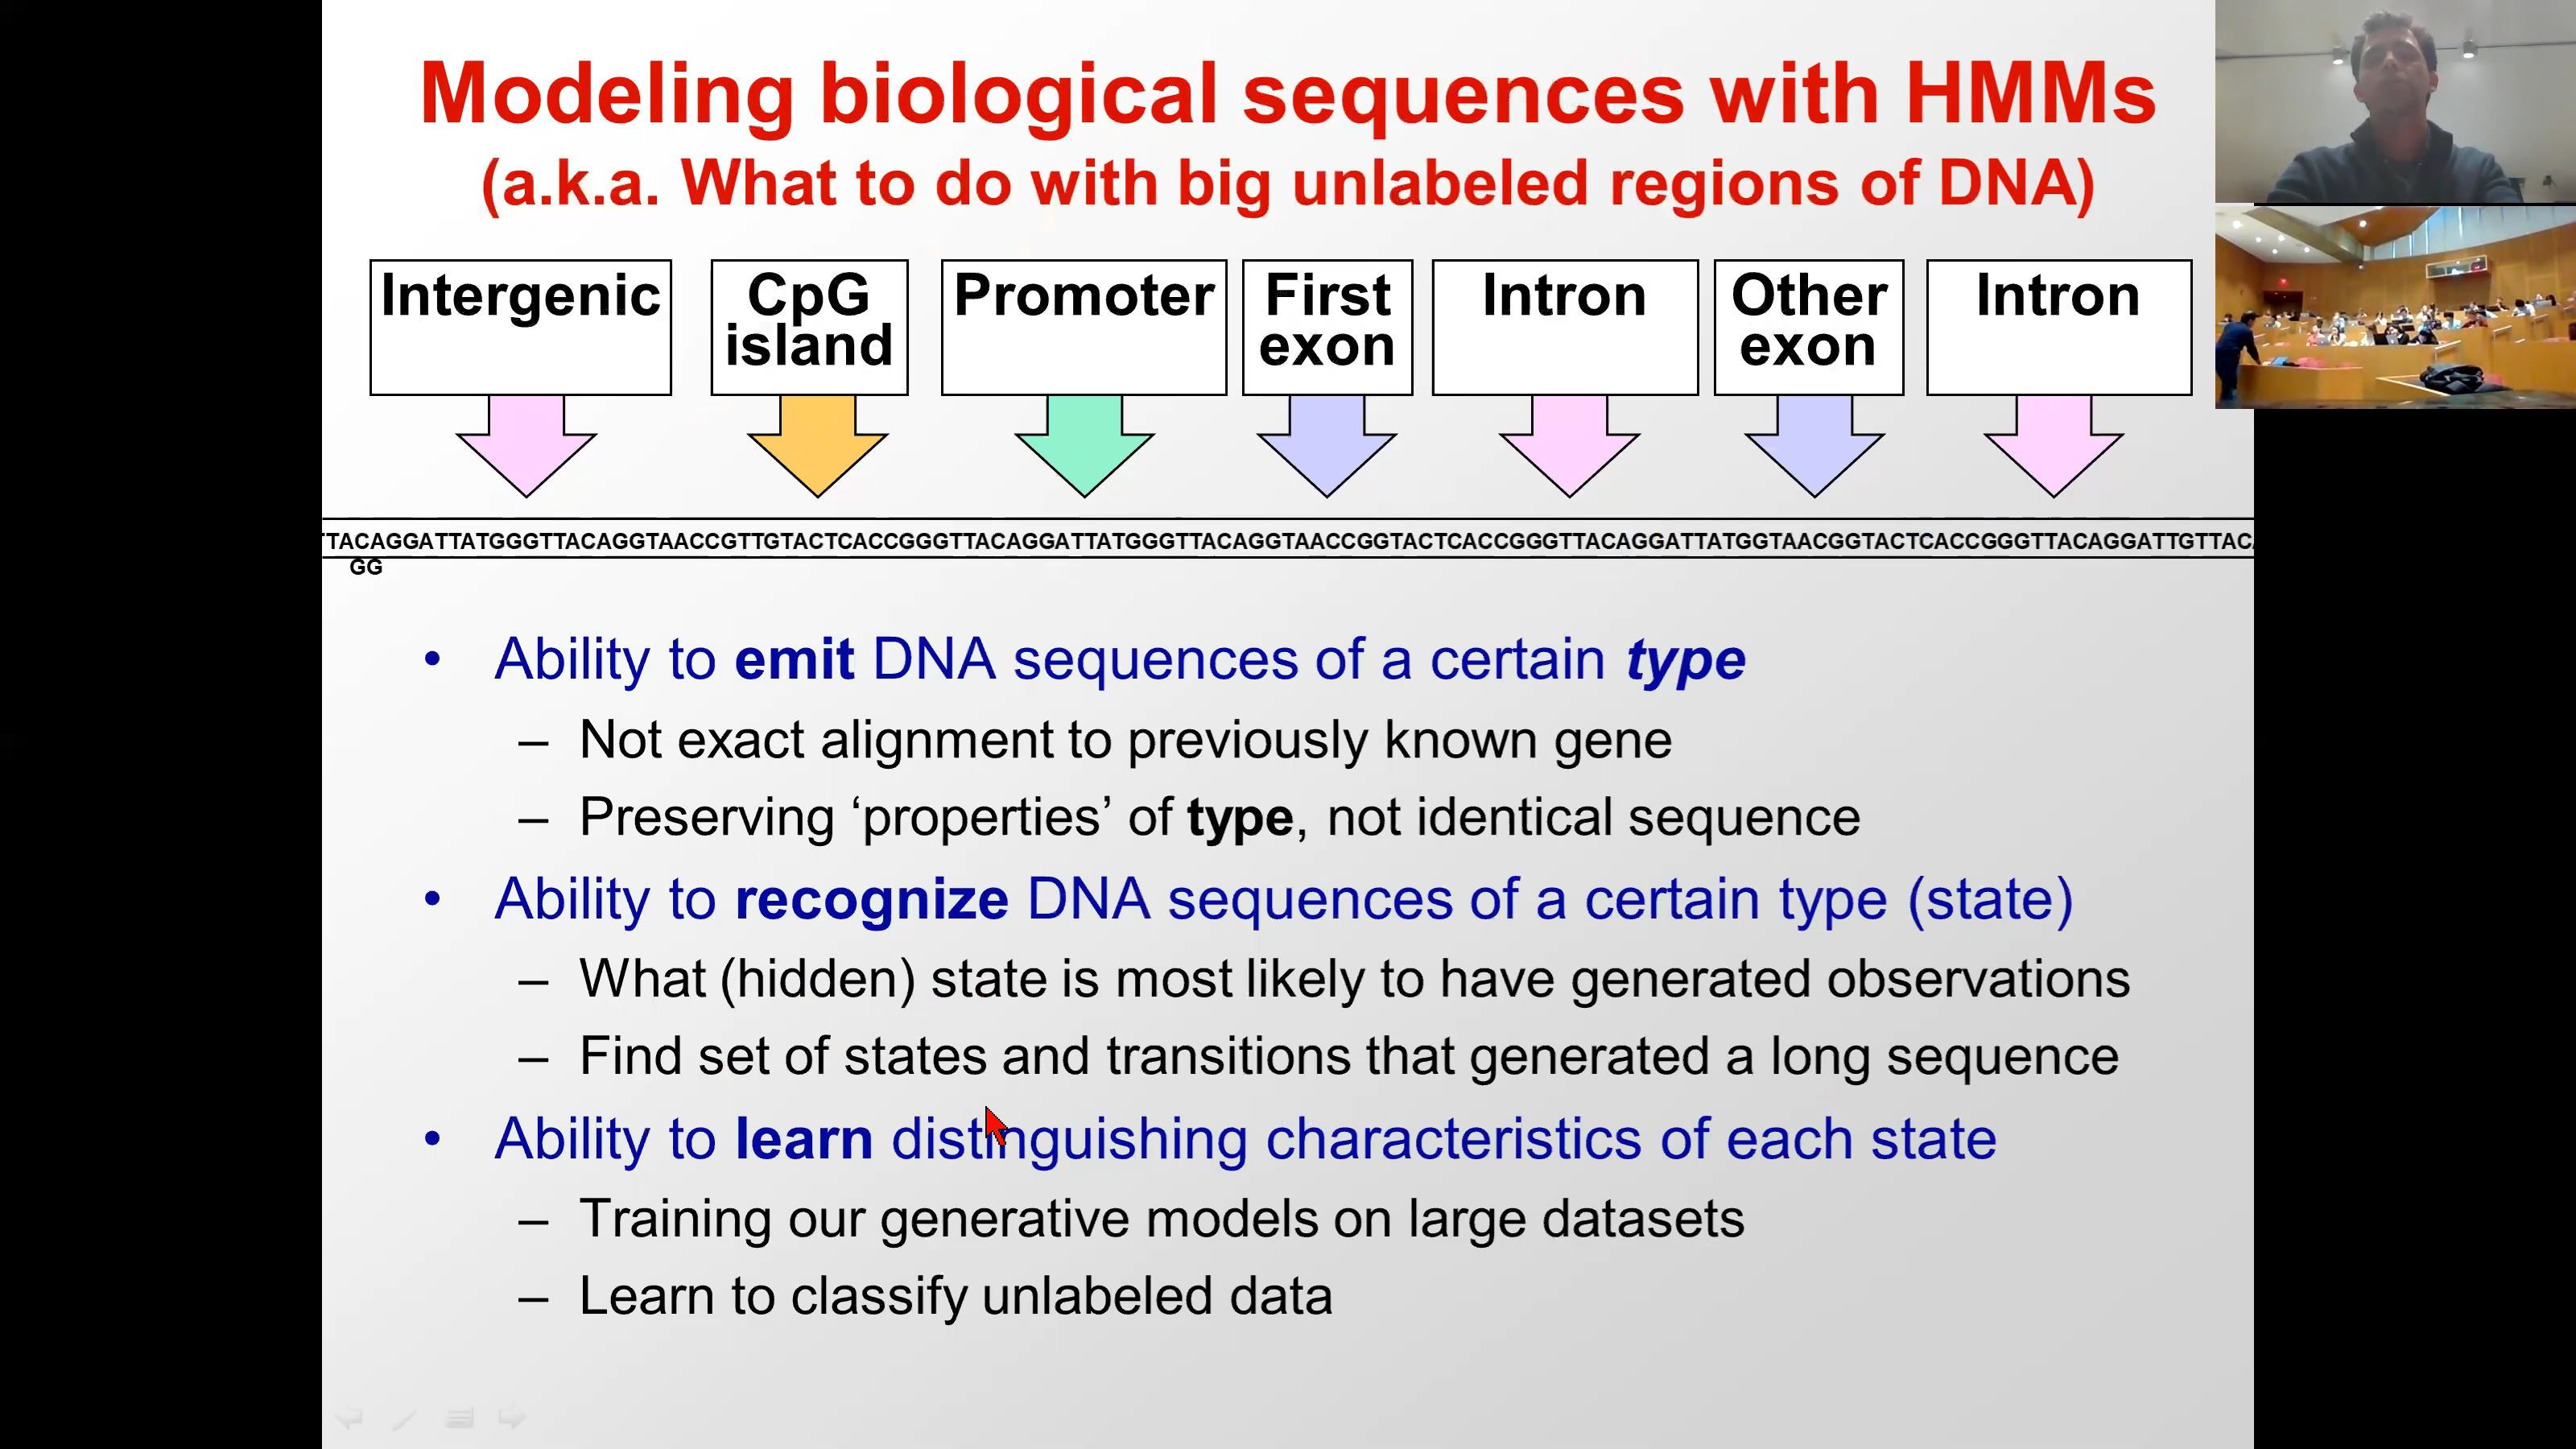 Modeling biological sequences with HMMs
(a.k.a. What to do with big unlabeled regions of DNA)
Intergenic
CpG
island
Promoter
First
exon
Intron
Other
exon
Intron
TTACAGGATTATGGGTTACAGGTAACCGTTGTACTCACCGGGTTACAGGATTATGGGTTACAGGTAACCGGTACTCACCGGGTTACAGGATTATGGTAACGGTACTCACCGGGTTACAGGATTGTTACA
GG
• Ability to emit DNA sequences of a certain type
– Not exact alignment to previously known gene
– Preserving ‘properties’ of type, not identical sequence
• Ability to recognize DNA sequences of a certain type (state)
– What (hidden) state is most likely to have generated observations
– Find set of states and transitions that generated a long sequence
• Ability to learn distinguishing characteristics of each state
– Training our generative models on large datasets
– Learn to classify unlabeled data